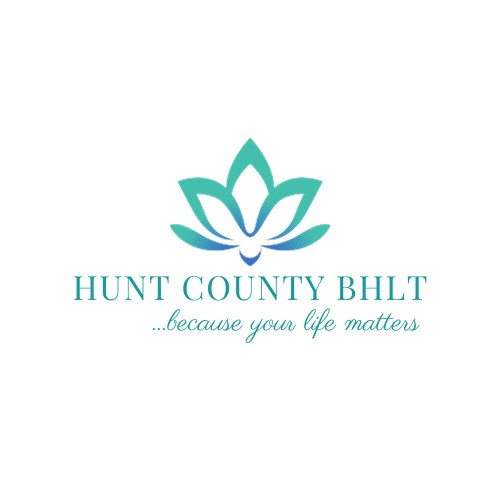 HUNT COUNTY BHLT
...because your life matters